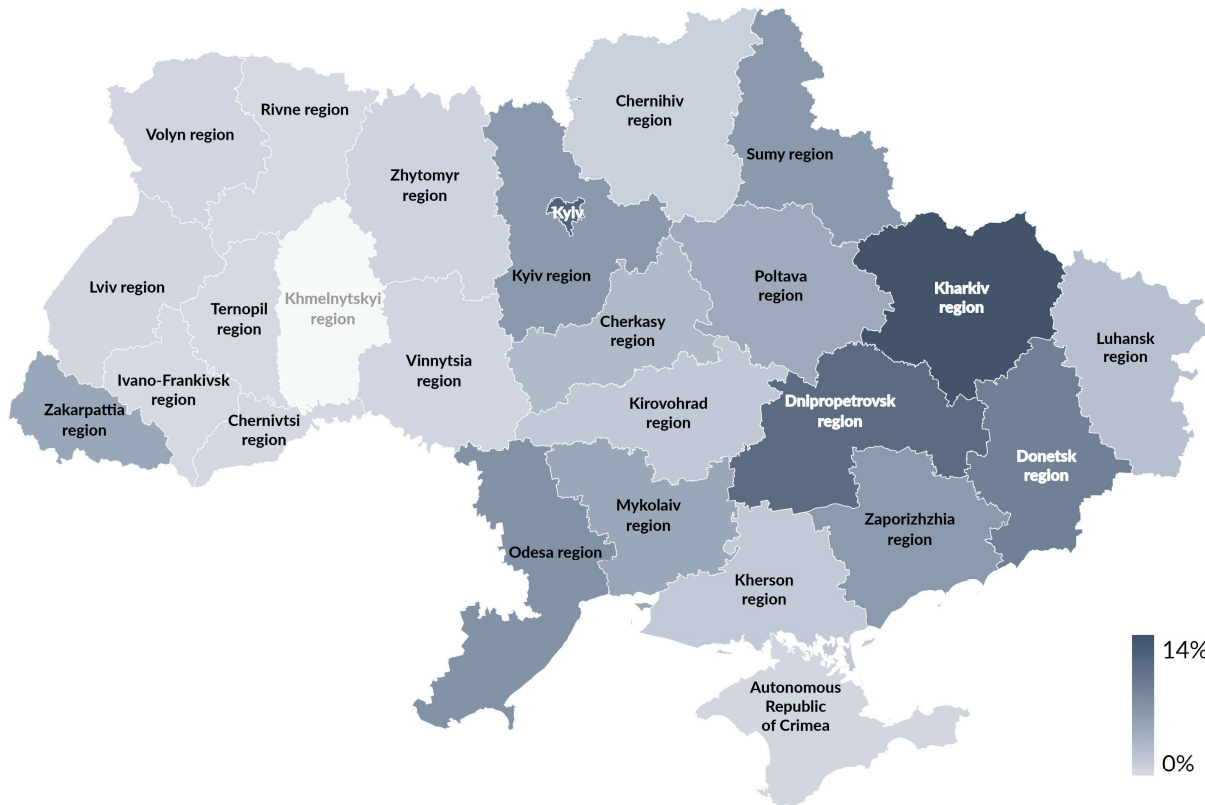 Chernihiv
region
Rivne region
Volyn region
Sumy region
Zhytomyr
region
Kyiv
Kyiv region
Poltava
region
Kharkiv
region
Lviv region
Ternopil
region
Khmelnytskyi
region
Cherkasy
region
Luhansk
region
Vinnytsia
region
Ivano-Frankivsk
region
Zakarpattia
region
Chernivtsi
region
Kirovohrad
region
Dnipropetrovsk
region
Donetsk
region
Mykolaiv
region
Zaporizhzhia
region
Odesa region
Kherson
region
Autonomous
Republic
of Crimea
14%
0%